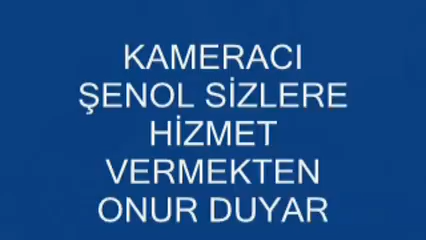 KAMERACI
ŞENOL SİZLERE
HİZMET
VERMEKTEN
ONUR DUYAR